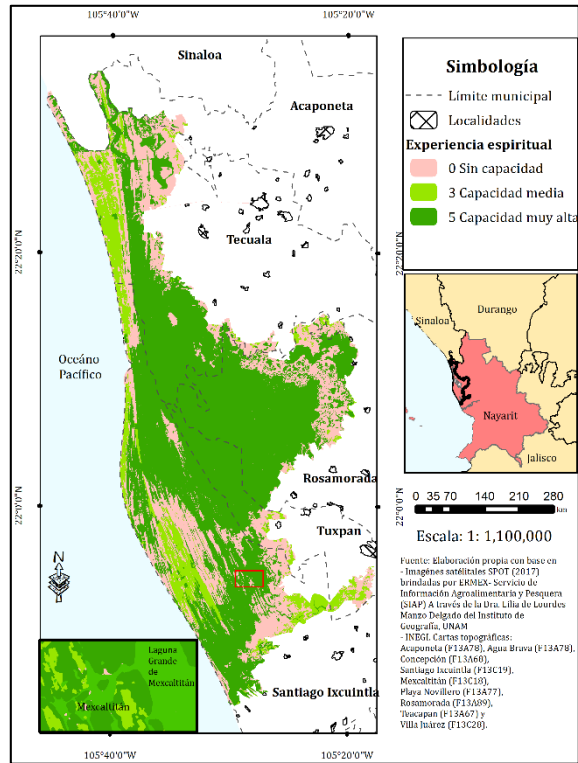 105°40'0"W
105°20'0"W
Sinaloa
Acaponeta
Tecuala
22°20'0"N
22°20'0"N
Océano
Pacífico
Rosamorada
22°0'0"N
22°0'0"N
Tuxpan
N
Laguna
Grande
de
Mexcaltitán
Mexcaltitán
Santiago Ixcuintla
105°40'0"W
105°20'0"W
Simbología
Límite municipal
Localidades
Experiencia espiritual
0 Sin capacidad
3 Capacidad media
5 Capacidad muy alta
Durango
Sinaloa
Nayarit
Jalisco
0 35 70 140 210 280
km
Escala: 1: 1,100,000
Fuente: Elaboración propia con base en
- Imagénes satélitales SPOT (2017)
brindadas por ERMEX- Servicio de
Información Agroalimentaria y Pesquera
(SIAP) A través de la Dra. Lilia de Lourdes
Manzo Delgado del Instituto de
Geografía, UNAM
- INEGI. Cartas topográficas:
Acaponeta (F13A78), Agua Brava (F13A78),
Concepción (F13A68),
Santiago Ixcuintla (F13C19),
Mexcaltitán (F13C18),
Playa Novillero (F13A77),
Rosamorada (F13A89),
Teacapan (F13A67) y
Villa Juárez (F13C28).